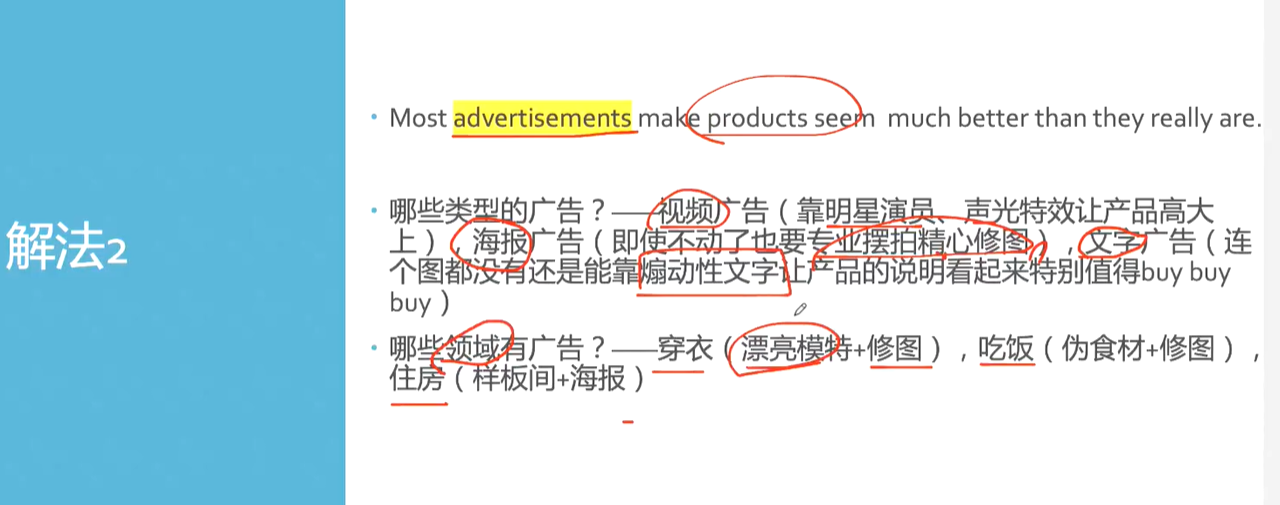 解法2
• Most advertisements make products seem much better than they really are.
• 哪些类型的广告？——视频广告（靠明星演员、声光特效让产品高大
上），海报广告（即使不动了也要专业摆拍精心修图），文字广告（连
个图都没有还是能靠煽动性文字让产品的说明看起来特别值得buy buy
buy）
• 哪些领域有广告？——穿衣（漂亮模特+修图），吃饭（伪食材+修图），
住房（样板间+海报）